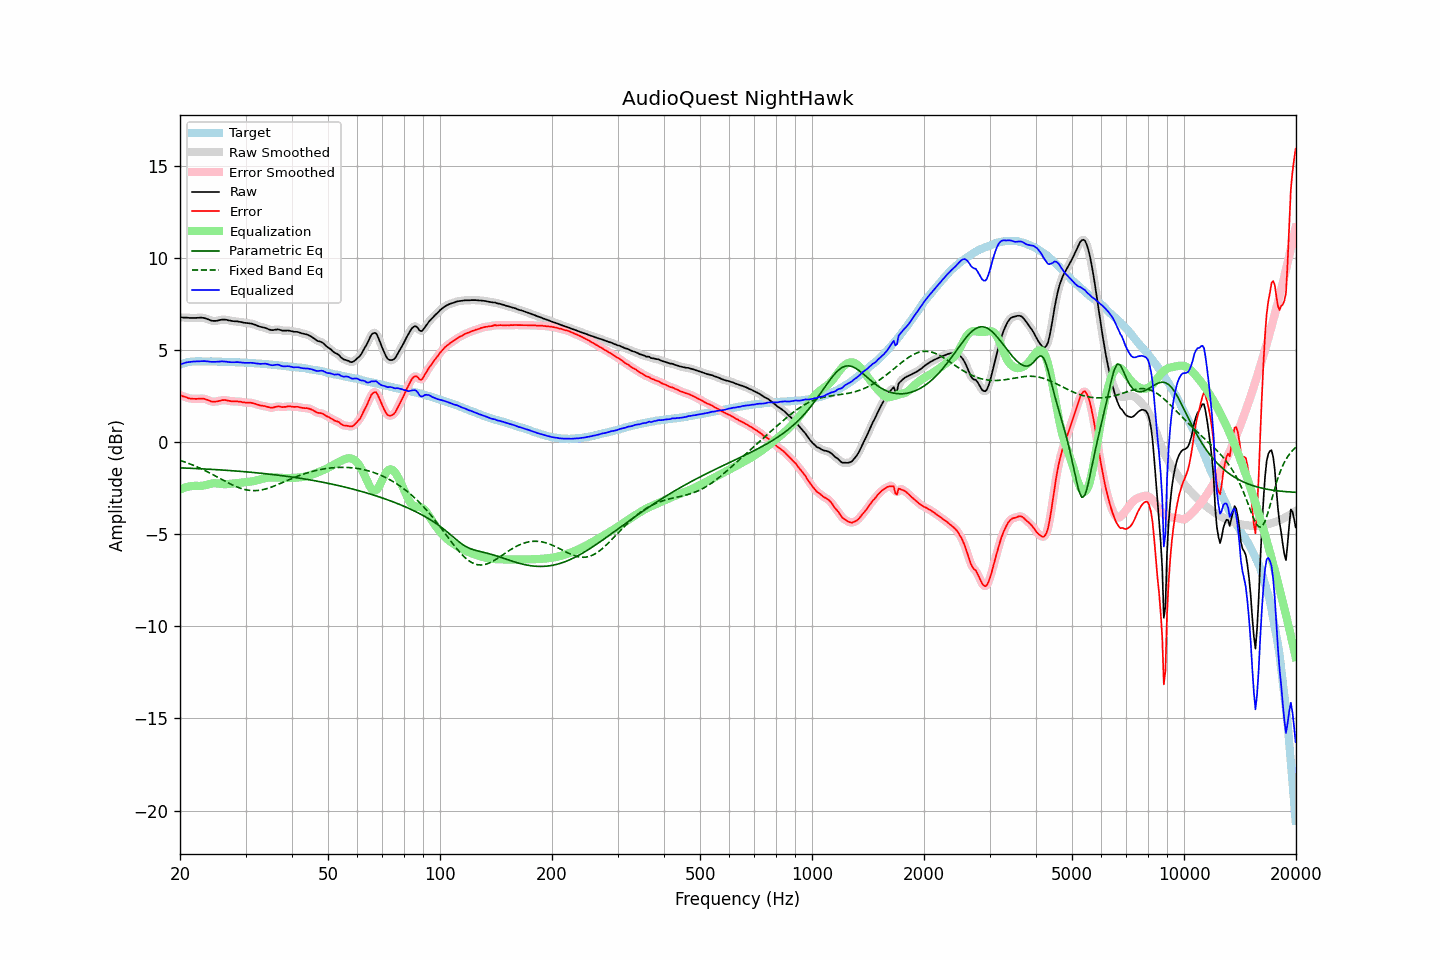 AudioQuest NightHawk
Target
Raw Smoothed
Error Smoothed
Raw
Error
Equalization
Parametric Eq
Fixed Band Eq
Equalized
Amplitude (dBr)
15
10
5
0
−5
−10
−15
−20
20 50 100 200 500 1000 2000 5000 10000 20000
Frequency (Hz)